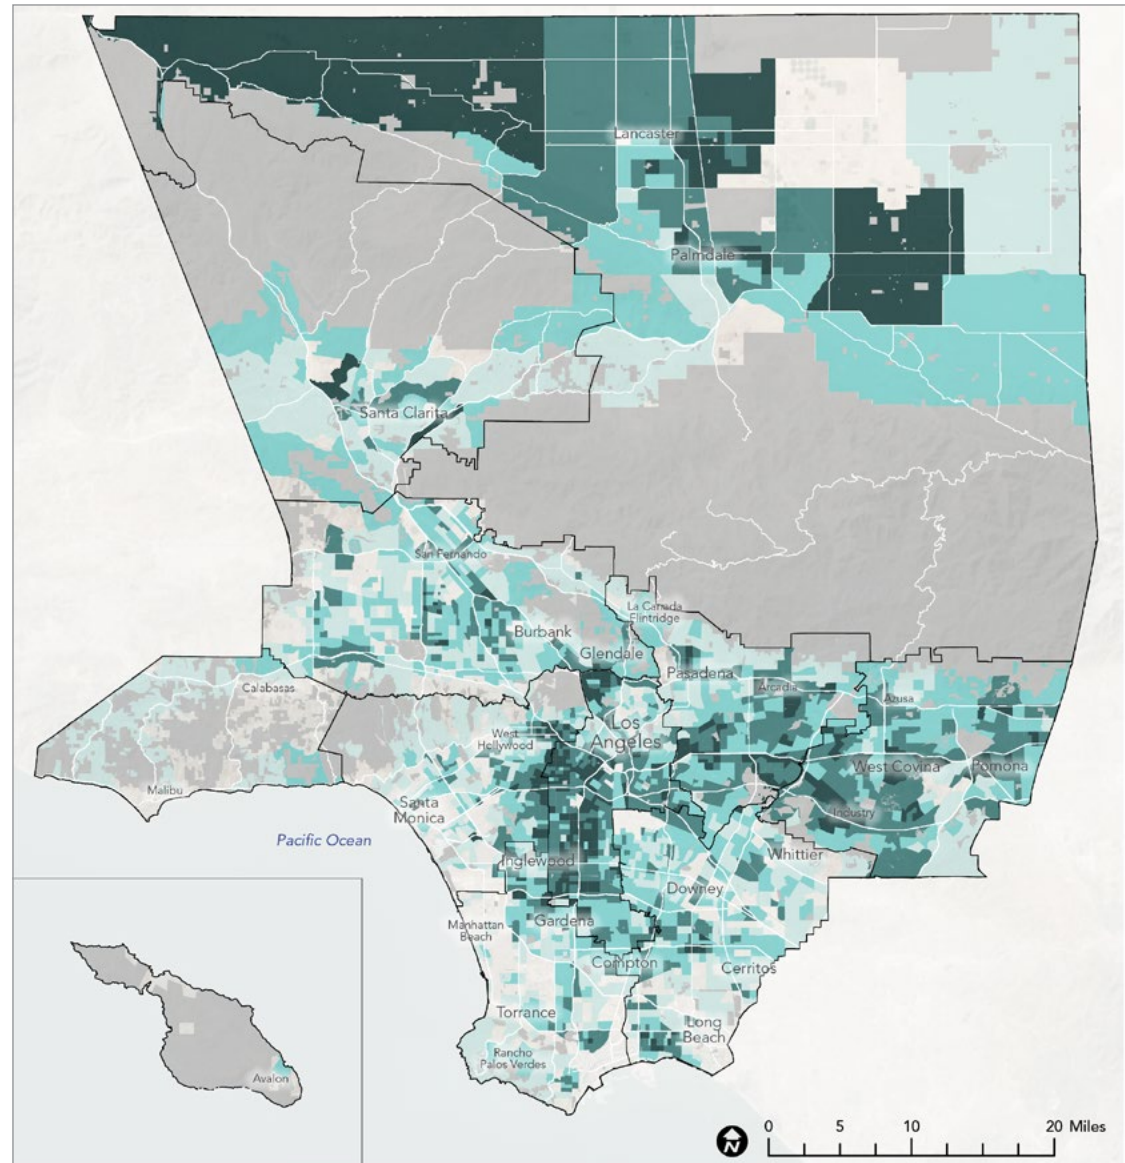 Lancaster
Palmdale
Santa Clarita
San Fernando
La Canada
Flintridge
Burbank
Glendale
Pasadena
Arcadia
Azusa
Calabasas
Los
Angeles
West
Hollywood
West Covina
Pomona
Malibu
Santa
Monica
Industry
Pacific Ocean
Whittier
Inglewood
Downey
Gardena
Manhattan
Beach
Compton
Cerritos
Torrance
Long
Beach
Rancho
Palos Verdes
Avalon
N
0 5 10 20 Miles